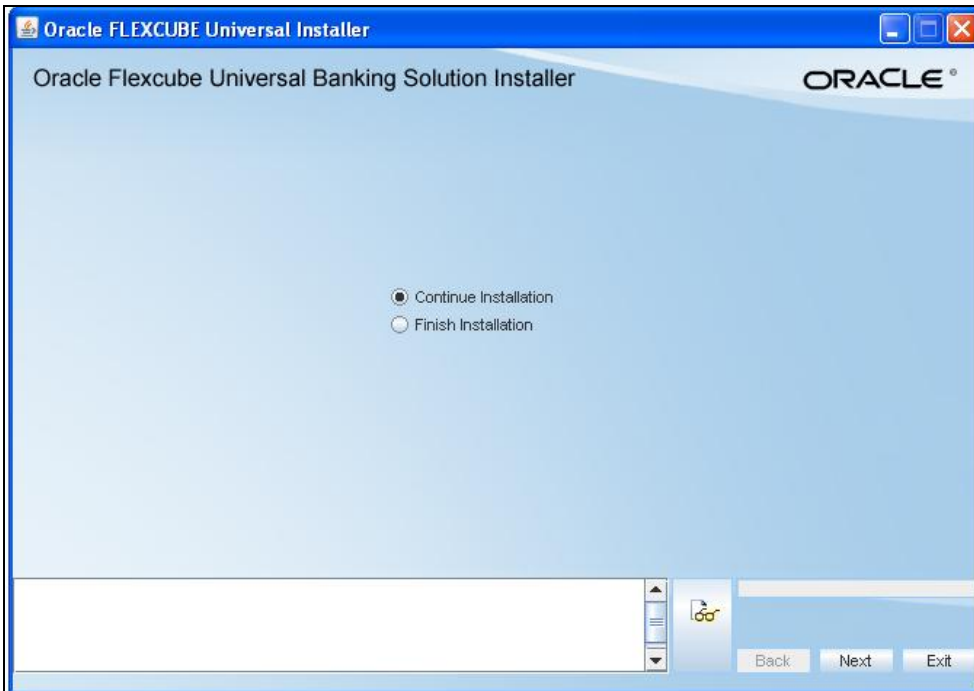 Oracle FLEXCUBE Universal Installer
Oracle Flexcube Universal Banking Solution Installer
ORACLE®
Continue Installation
Finish Installation
Back Next Exit